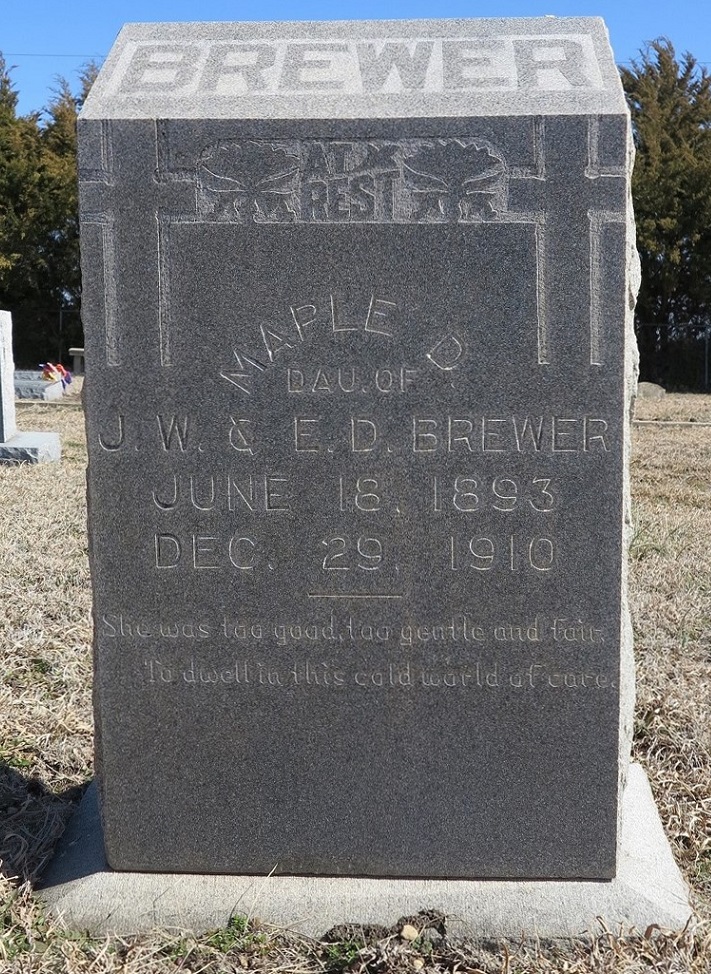 BREWER
AT
REST
MAPLE D
DAU. OF
J. W. & E. D. BREWER
JUNE 18, 1893
DEC. 29, 1910
She was too good, too gentle and fair,
To dwell in this cold world of care.